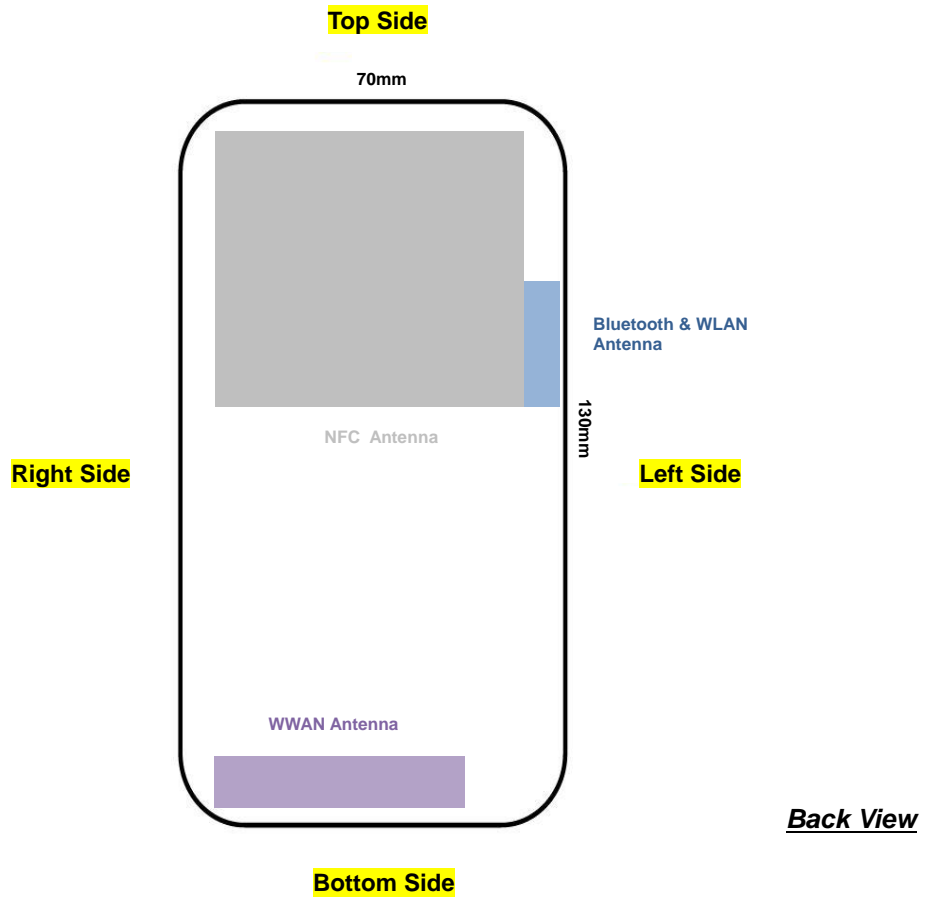 Top Side
70mm
Bluetooth & WLAN
Antenna
130mm
NFC Antenna
Right Side
Left Side
WWAN Antenna
Back View
Bottom Side